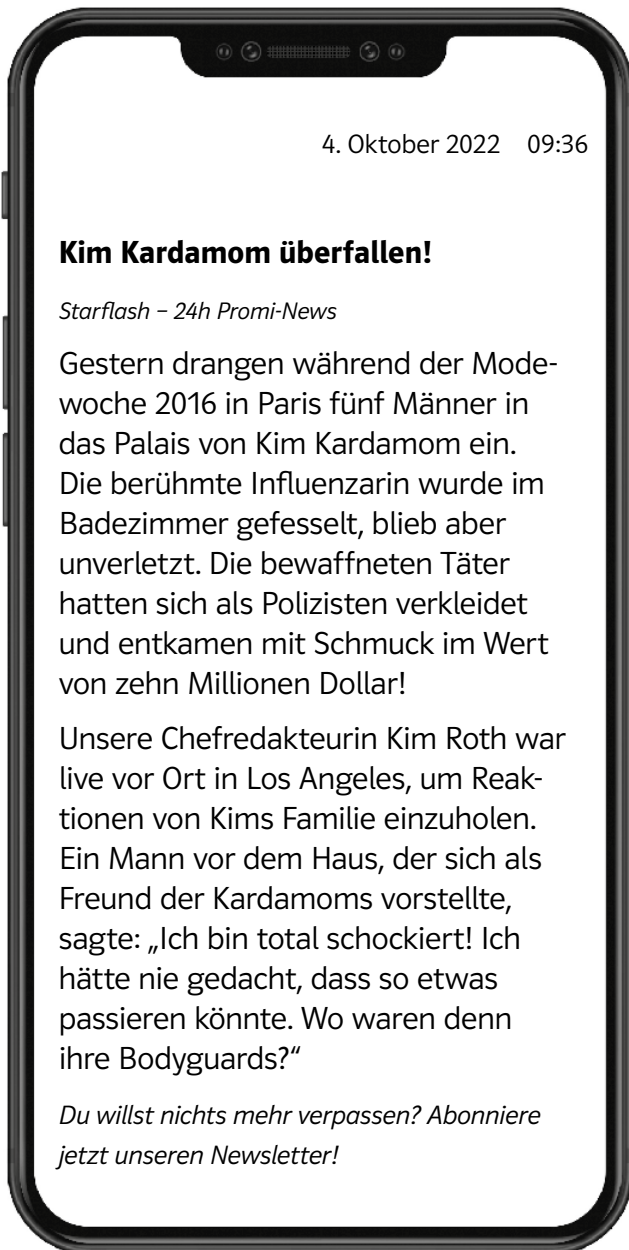 4. Oktober 2022 09:36
Kim Kardamom überfallen!
Starflash – 24h Promi-News
Gestern drangen während der Mode-
woche 2016 in Paris fünf Männer in
das Palais von Kim Kardamom ein.
Die berühmte Influenzarin wurde im
Badezimmer gefesselt, blieb aber
unverletzt. Die bewaffneten Täter
hatten sich als Polizisten verkleidet
und entkamen mit Schmuck im Wert
von zehn Millionen Dollar!
Unsere Chefredakteurin Kim Roth war
live vor Ort in Los Angeles, um Reak-
tionen von Kims Familie einzuholen.
Ein Mann vor dem Haus, der sich als
Freund der Kardamoms vorstellte,
sagte: „Ich bin total schockiert! Ich
hätte nie gedacht, dass so etwas
passieren könnte. Wo waren denn
ihre Bodyguards?“
Du willst nichts mehr verpassen? Abonniere
jetzt unseren Newsletter!